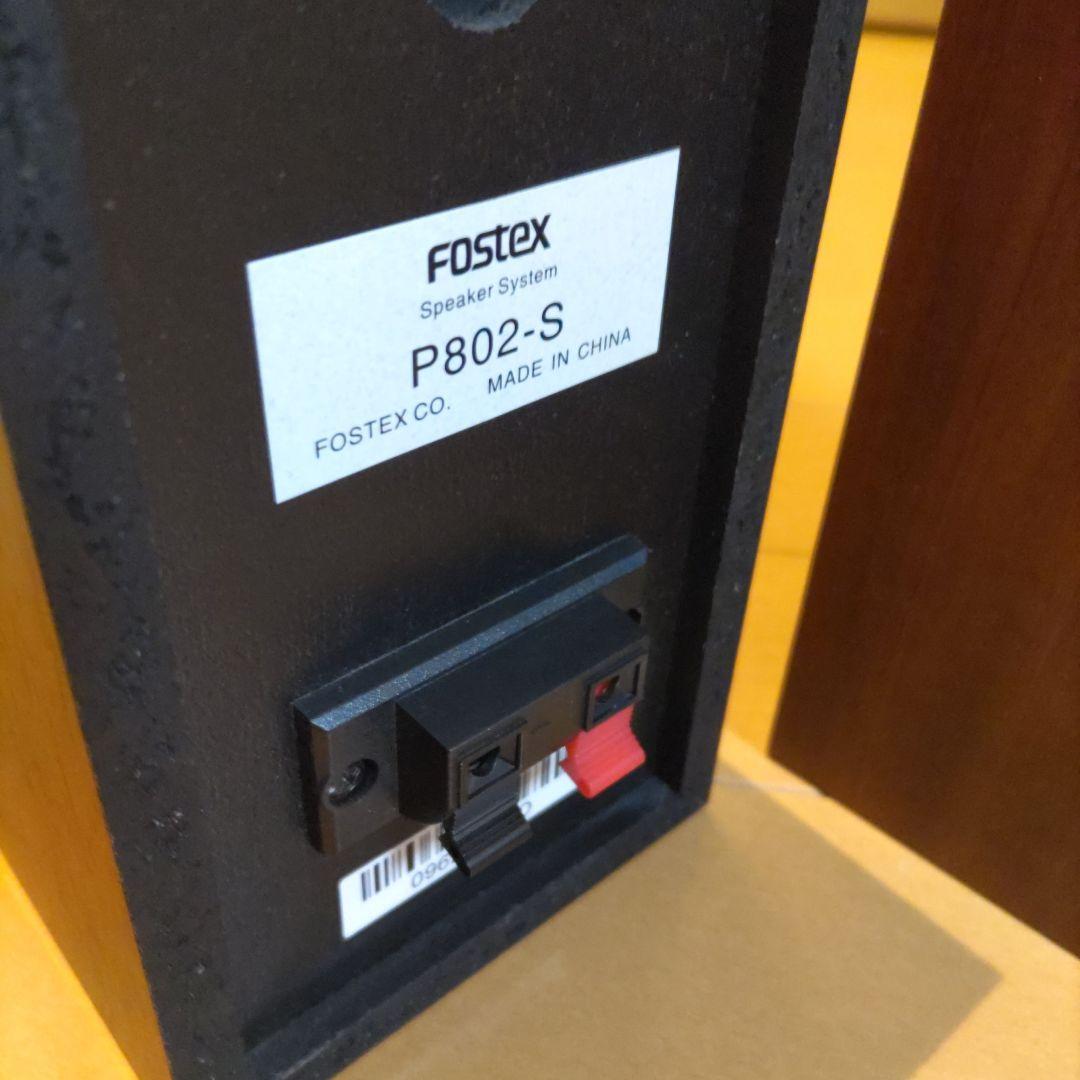 Fostex
Speaker System
P802-S
FOSTEX CO. MADE IN CHINA